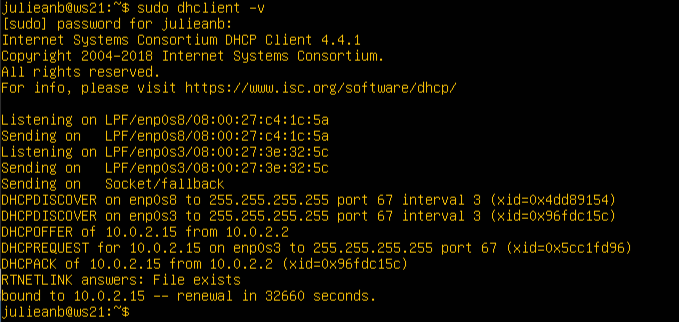 julieanb@ws21:~$ sudo dhclient -v
[sudo] password for julieanb:
Internet Systems Consortium DHCP Client 4.4.1
Copyright 2004-2018 Internet Systems Consortium.
All rights reserved.
For info, please visit https://www.isc.org/software/dhcp/

Listening on LPF/enp0s8/08:00:27:c4:1c:5a
Sending on   LPF/enp0s8/08:00:27:c4:1c:5a
Listening on LPF/enp0s3/08:00:27:3e:32:5c
Sending on   LPF/enp0s3/08:00:27:3e:32:5c
Sending on   Socket/fallback
DHCPDISCOVER on enp0s8 to 255.255.255.255 port 67 interval 3 (xid=0x4dd89154)
DHCPDISCOVER on enp0s3 to 255.255.255.255 port 67 interval 3 (xid=0x96fdc15c)
DHCPOFFER of 10.0.2.15 from 10.0.2.2
DHCPREQUEST for 10.0.2.15 on enp0s3 to 255.255.255.255 port 67 (xid=0x5cc1fd96)
DHCPACK of 10.0.2.15 from 10.0.2.2 (xid=0x96fdc15c)
RTNETLINK answers: File exists
bound to 10.0.2.15 -- renewal in 32660 seconds.
julieanb@ws21:~$